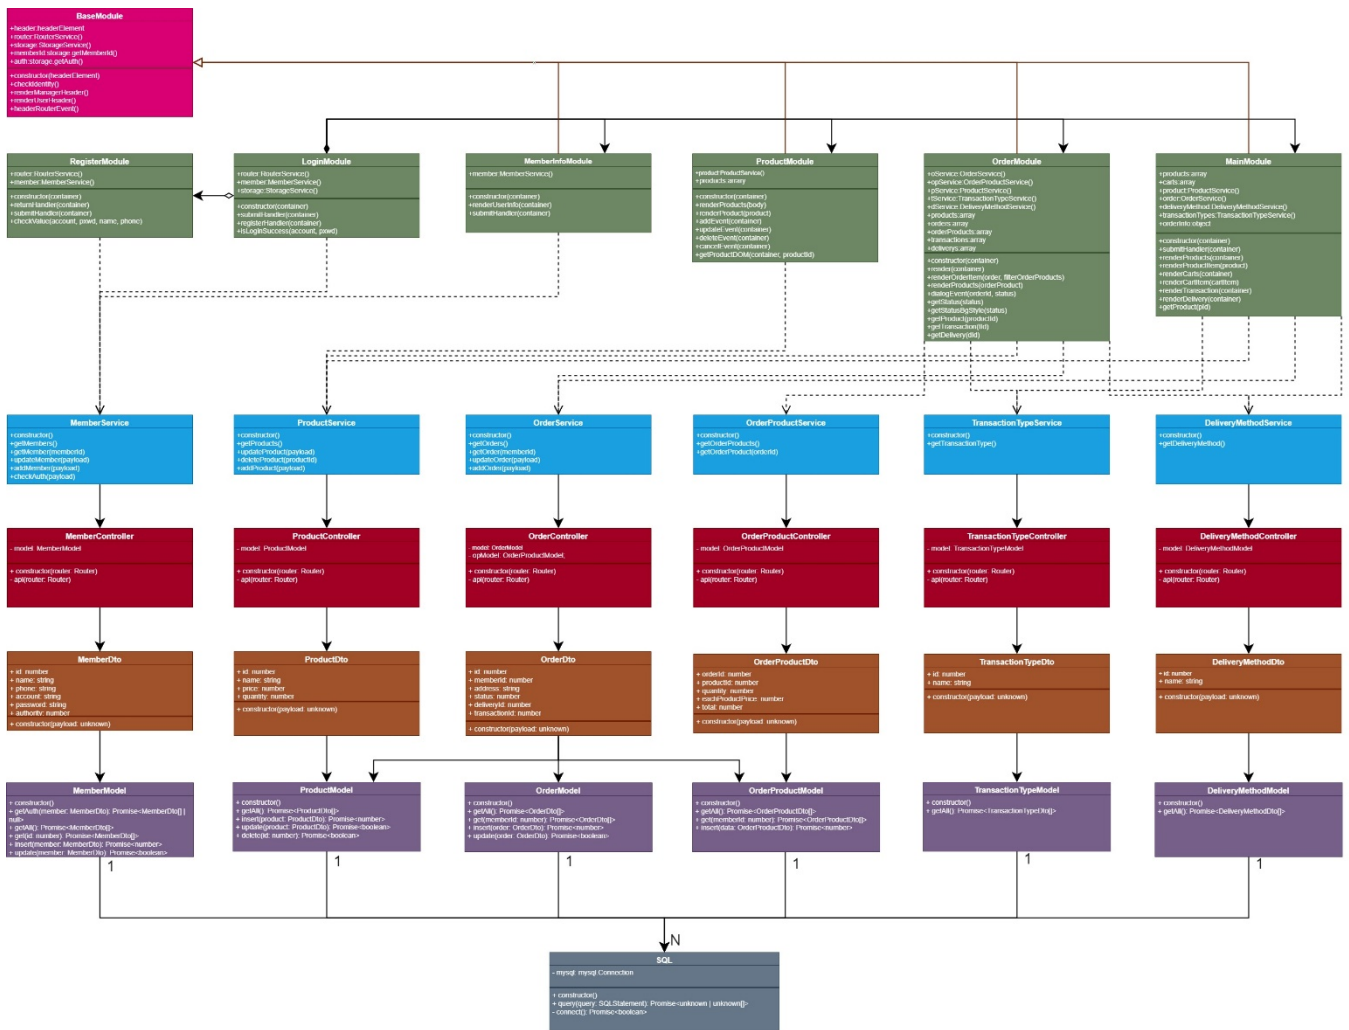 BaseModule
+header:headerElement
+router:RouterService()
+storage:StorageService()
+memberId:storage.getMemberId()
+auth:storage.getAuth()
+constructor(headerElement)
+checkIdentify()
+renderManagerHeader()
+renderUserHeader()
+headerRouterEvent()
RegisterModule
+router:RouterService()
+member:MemberService()
+constructor(container)
+returnHandler(container)
+submitHandler(container)
+checkValue(account, pxwd, name, phone)
LoginModule
+router:RouterService()
+member:MemberService()
+storage:StorageService()
+constructor(container)
+submitHandler(container)
+registerHandler(container)
+isLoginSuccess(account, pxwd)
MemberInfoModule
+member:MemberService()
+constructor(container)
+renderUserInfo(container)
+submitHandler(container)
ProductModule
+product:ProductService()
+products:array
+constructor(container)
+renderProducts(body)
+renderProduct(product)
+addEvent(container)
+updateEvent(container)
+deleteEvent(container)
+cancelEvent(container)
+getProductDOM(container, productId)
OrderModule
+oService:OrderService()
+opService:OrderProductService()
+pService:ProductService()
+tService:TransactionTypeService()
+dService:DeliveryMethodService()
+products:array
+orders:array
+orderProducts:array
+transactions:array
+deliverys:array
+constructor(container)
+render(container)
+renderOrderItem(order, filterOrderProducts)
+renderProducts(orderProduct)
+dialogEvent(orderId, status)
+getStatus(status)
+getStatusBgStyle(status)
+getProduct(productId)
+getTransaction(tId)
+getDelivery(dId)
MainModule
+products:array
+carts:array
+product:ProductService()
+order:OrderService()
+deliveryMethod:DeliveryService()
+transactionTypes:TransactionTypeService()
+orderInfo:object
+constructor(container)
+submitHandler(container)
+renderProducts(container)
+renderProductItem(product)
+renderCarts(container)
+renderCartItem(cartItem)
+renderTransaction(container)
+renderDelivery(container)
+getProduct(pId)
MemberService
+constructor()
+getMembers()
+getMember(memberId)
+updateMember(payload)
+addMember(payload)
+checkAuth(payload)
ProductService
+constructor()
+getProducts()
+updateProduct(payload)
+deleteProduct(productId)
+addProduct(payload)
OrderService
+constructor()
+getOrders()
+getOrder(memberId)
+updateOrder(payload)
+addOrder(payload)
OrderProductService
+constructor()
+getOrderProducts()
+getOrderProduct(orderId)
TransactionTypeService
+constructor()
+getTransactionType()
DeliveryMethodService
+constructor()
+getDeliveryMethod()
MemberController
- model: MemberModel
+ constructor(router: Router)
- api(router: Router)
ProductController
- model: ProductModel
+ constructor(router: Router)
- api(router: Router)
OrderController
- model: OrderModel
- opModel: OrderProductModel,
+ constructor(router: Router)
- api(router: Router)
OrderProductController
- model: OrderProductModel
+ constructor(router: Router)
- api(router: Router)
TransactionTypeController
- model: TransactionTypeModel
+ constructor(router: Router)
- api(router: Router)
DeliveryMethodController
- model: DeliveryMethodModel
+ constructor(router: Router)
- api(router: Router)
MemberDto
+ id: number
+ name: string
+ phone: string
+ account: string
+ password: string
+ authority: number
+ constructor(payload: unknown)
ProductDto
+ id: number
+ name: string
+ price: number
+ quantity: number
+ constructor(payload: unknown)
OrderDto
+ id: number
+ memberId: number
+ address: string
+ status: number
+ deliveryId: number
+ transactionId: number
+ constructor(payload: unknown)
OrderProductDto
+ orderId: number
+ productId: number
+ quantity: number
+ eachProductPrice: number
+ total: number
+ constructor(payload: unknown)
TransactionTypeDto
+ id: number
+ name: string
+ constructor(payload: unknown)
DeliveryMethodDto
+ id: number
+ name: string
+ constructor(payload: unknown)
MemberModel
+ constructor()
+ getAuth(member: MemberDto): Promise<MemberDto[] |
null>
+ getAll(): Promise<MemberDto[]>
+ get(id: number): Promise<MemberDto[]>
+ insert(member: MemberDto): Promise<number>
+ update(member: MemberDto): Promise<boolean>
1
ProductModel
+ constructor()
+ getAll(): Promise<ProductDto[]>
+ insert(product: ProductDto): Promise<number>
+ update(product: ProductDto): Promise<boolean>
+ delete(id: number): Promise<boolean>
1
OrderModel
+ constructor()
+ getAll(): Promise<OrderDto[]>
+ get(memberId: number): Promise<OrderDto[]>
+ insert(order: OrderDto): Promise<number>
+ update(order: OrderDto): Promise<boolean>
1
OrderProductModel
+ constructor()
+ getAll(): Promise<OrderProductDto[]>
+ get(memberId: number): Promise<OrderProductDto[]>
+ insert(data: OrderProductDto): Promise<number>
1
TransactionTypeModel
+ constructor()
+ getAll(): Promise<TransactionTypeDto[]>
1
DeliveryMethodModel
+ constructor()
+ getAll(): Promise<DeliveryMethodDto[]>
1
N
SQL
- mysql: mysql.Connection
+ constructor()
+ query(query: SQLStatement): Promise<unknown | unknown[]>
- connect(): Promise<boolean>